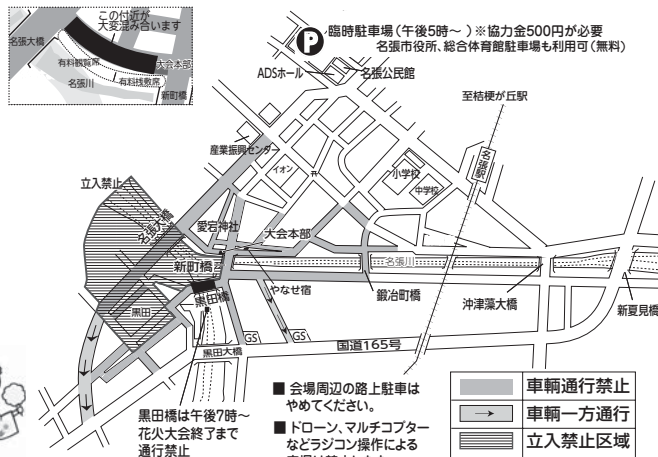 この付近が
大変混み合います
名張大橋
有料観覧席
大会本部
名張川
有料桟敷席
新町橋
P
臨時駐車場(午後5時～)※協力金500円が必要
名張市役所、総合体育館駐車場も利用可(無料)
ADSホール
名張公民館
至桔梗が丘駅
産業振興センター
イオン
小学校
中学校
名張駅
立入禁止
名張大橋
愛宕神社
大会本部
新町橋
名張川
黒田
黒田橋
やなせ宿
鍛冶町橋
沖津藻大橋
新夏見橋
GS
GS
黒田大橋
国道165号
黒田橋は午後7時～
花火大会終了まで
通行禁止
■ 会場周辺の路上駐車は
やめてください。
■ ドローン、マルチコプター
などラジコン操作による
車輌通行禁止
車輌一方通行
立入禁止区域